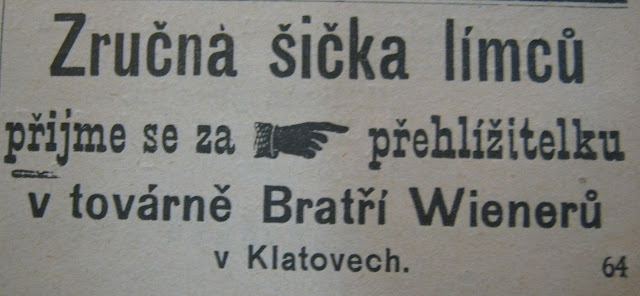 Zručná šička límců
přijme se za přehlížitelku
v továrně Bratří Wienerů
v Klatovech. 64